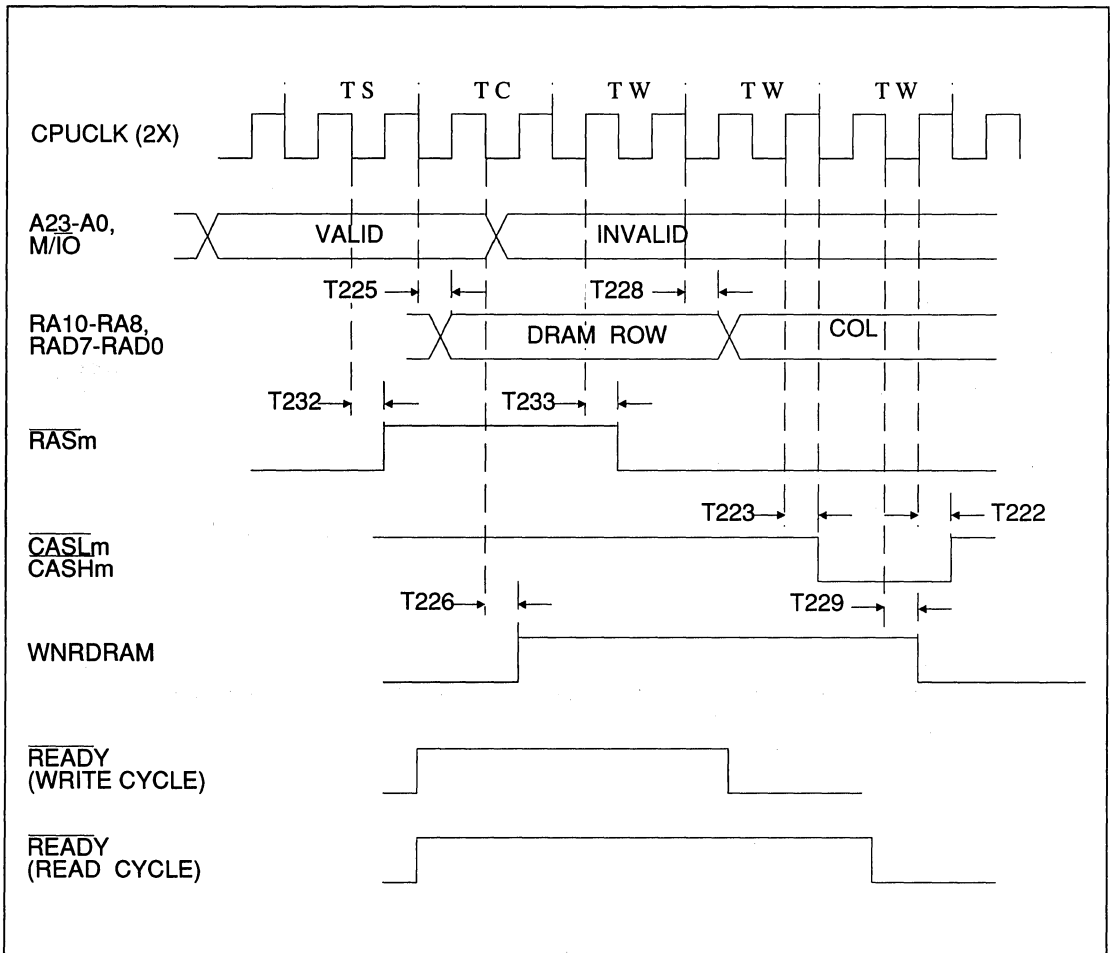 T S T C T W T W T W
CPUCLK (2X)
A23-A0,
M/IO
VALID INVALID
T225 T228
RA10-RA8,
RAD7-RAD0
DRAM ROW COL
T232 T233
RASm
T223 T222
CASLm
CASHm
T226 T229
WNRDRAM
READY
(WRITE CYCLE)
READY
(READ CYCLE)